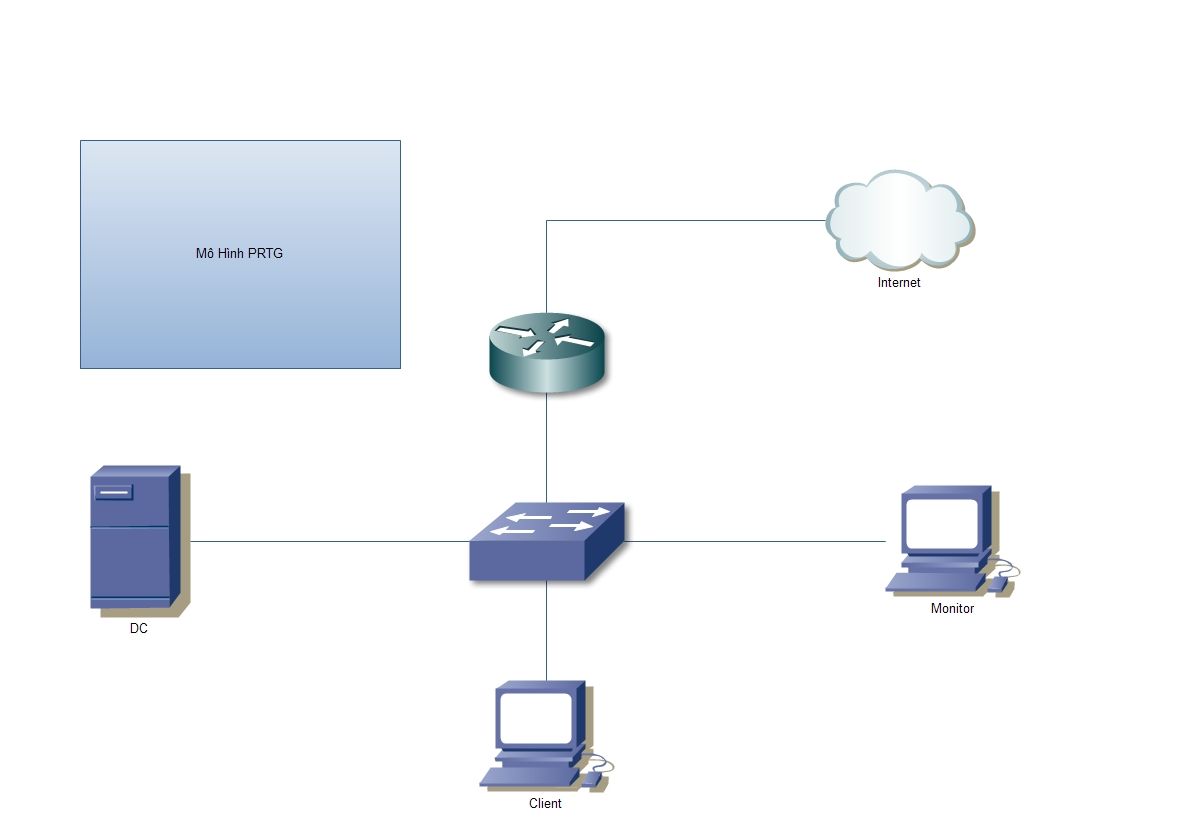 Mô Hình PRTG
Internet
DC
Monitor
Client